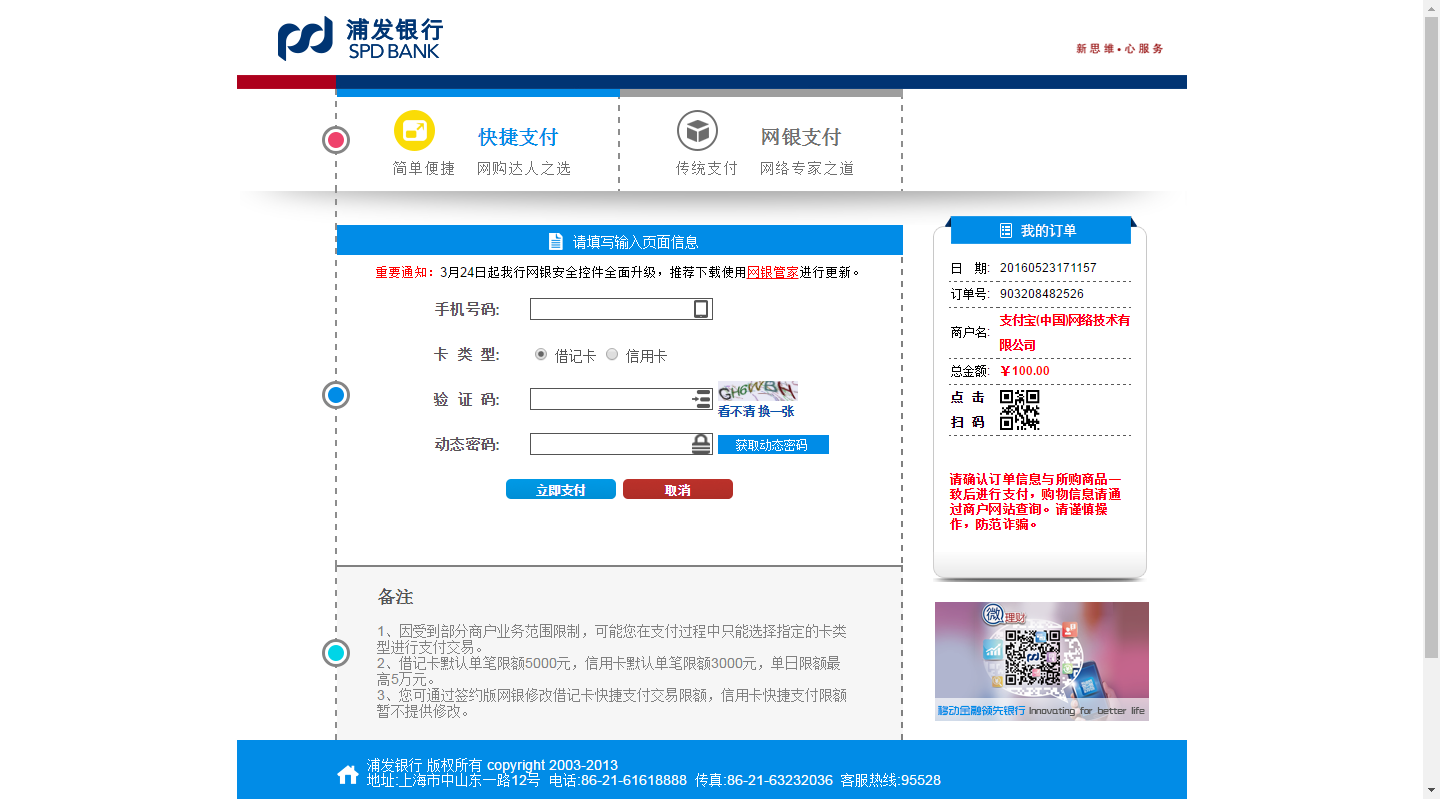 浦发银行
SPD BANK
新思维·心服务
快捷支付
简单便捷 网购达人之选
网银支付
传统支付 网络专家之道
请填写输入页面信息
重要通知：3月24日起我行网银安全控件全面升级，推荐下载使用网银管家进行更新。
手机号码:
卡 类 型: 借记卡 信用卡
验 证 码: GH6WBH
看不清 换一张
动态密码: 获取动态密码
立即支付 取消
我的订单
日 期: 20160523171157
订单号: 903208482526
商户名: 支付宝(中国)网络技术有
限公司
总金额: ￥100.00
点 击
扫 码
请确认订单信息与所购商品一
致后进行支付，购物信息请通
过商户网站查询。请谨慎操
作，防范诈骗。
备注
1、因受到部分商户业务范围限制，可能您在支付过程中只能选择指定的卡类
型进行支付交易。
2、借记卡默认单笔限额5000元，信用卡默认单笔限额3000元，单日限额最
高5万元。
3、您可通过签约版网银修改借记卡快捷支付交易限额，信用卡快捷支付限额
暂不提供修改。
微理财
移动金融领先银行 Innovating for better life
浦发银行 版权所有 copyright 2003-2013
地址:上海市中山东一路12号 电话:86-21-61618888 传真:86-21-63232036 客服热线:95528